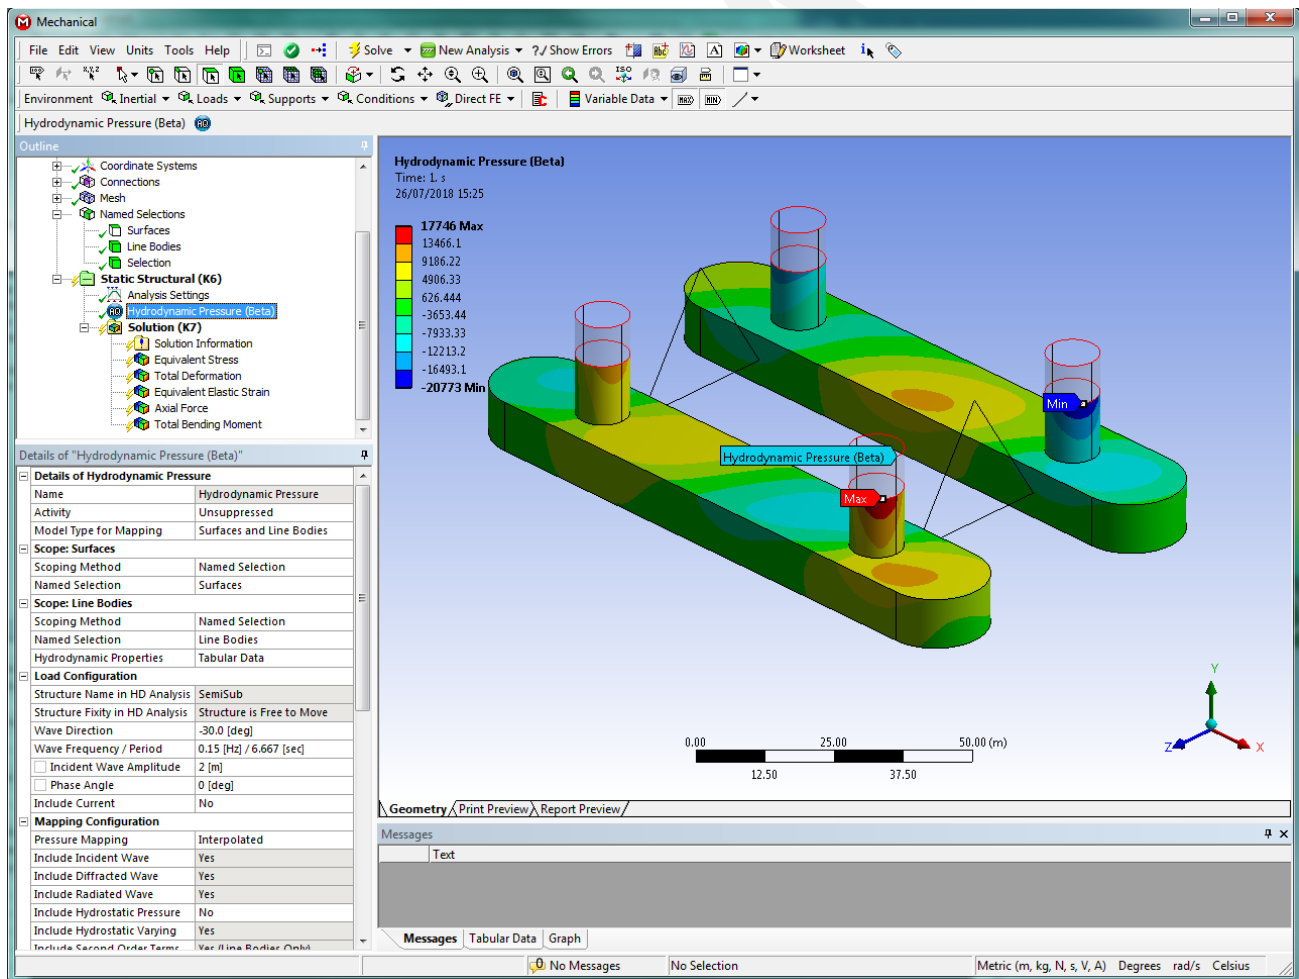 Mechanical
File Edit View Units Tools Help Solve New Analysis ?✓ Show Errors Worksheet
Environment Inertial Loads Supports Conditions Direct FE Variable Data MAX MIN
Hydrodynamic Pressure (Beta) AQ
Outline
Coordinate Systems
Connections
Mesh
Named Selections
Surfaces
Line Bodies
Selection
Static Structural (K6)
Analysis Settings
Hydrodynamic Pressure (Beta)
Solution (K7)
Solution Information
Equivalent Stress
Total Deformation
Equivalent Elastic Strain
Axial Force
Total Bending Moment
Details of "Hydrodynamic Pressure (Beta)"
Details of Hydrodynamic Pressure
Name Hydrodynamic Pressure
Activity Unsuppressed
Model Type for Mapping Surfaces and Line Bodies
Scope: Surfaces
Scoping Method Named Selection
Named Selection Surfaces
Scope: Line Bodies
Scoping Method Named Selection
Named Selection Line Bodies
Hydrodynamic Properties Tabular Data
Load Configuration
Structure Name in HD Analysis SemiSub
Structure Fixity in HD Analysis Structure is Free to Move
Wave Direction -30.0 [deg]
Wave Frequency / Period 0.15 [Hz] / 6.667 [sec]
Incident Wave Amplitude 2 [m]
Phase Angle 0 [deg]
Include Current No
Mapping Configuration
Pressure Mapping Interpolated
Include Incident Wave Yes
Include Diffracted Wave Yes
Include Radiated Wave Yes
Include Hydrostatic Pressure No
Include Hydrostatic Varying Yes
Include Second Order Terms Yes (Line Bodies Only)
Hydrodynamic Pressure (Beta)
Time: 1. s
26/07/2018 15:25
17746 Max
13466.1
9186.22
4906.33
626.444
-3653.44
-7933.33
-12213.2
-16493.1
-20773 Min
Min
Hydrodynamic Pressure (Beta)
Max
0.00 25.00 50.00 (m)
12.50 37.50
Y
Z X
Geometry Print Preview Report Preview
Messages
Text
Messages Tabular Data Graph
0 No Messages No Selection Metric (m, kg, N, s, V, A) Degrees rad/s Celsius